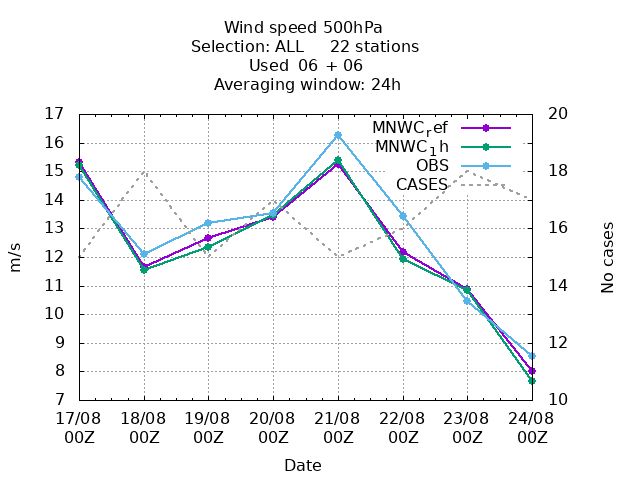 Wind speed 500hPa
Selection: ALL 22 stations
Used 06 + 06
Averaging window: 24h
17 20
16
15 18
14
13 16
12
11 14
10
9 12
8
7 10
MNWC_ref
MNWC_1h
OBS
CASES
m/s
No cases
17/08 18/08 19/08 20/08 21/08 22/08 23/08 24/08
00Z 00Z 00Z 00Z 00Z 00Z 00Z 00Z
Date